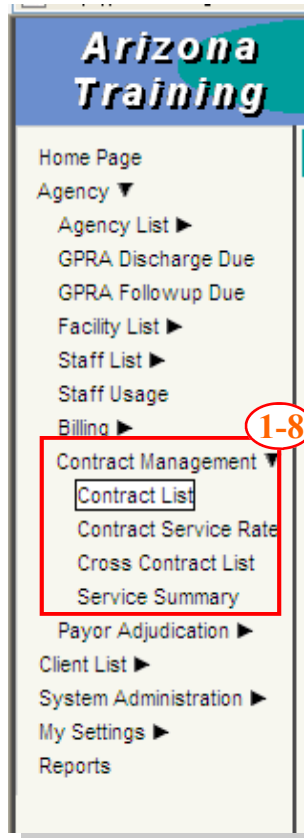 Arizona
Training
Home Page
Agency ▼
Agency List ►
GPRA Discharge Due
GPRA Followup Due
Facility List ►
Staff List ►
Staff Usage
Billing ►
1-8
Contract Management ▼
Contract List
Contract Service Rate
Cross Contract List
Service Summary
Payor Adjudication ►
Client List ►
System Administration ►
My Settings ►
Reports